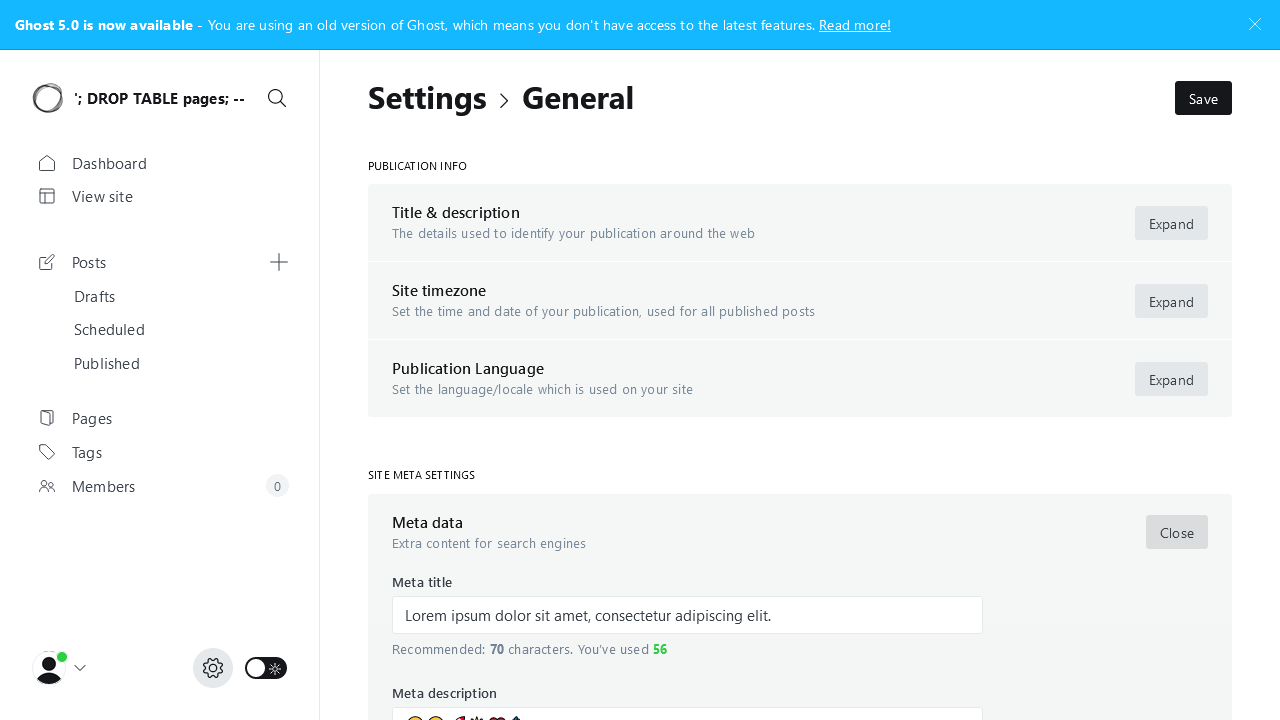 Ghost 5.0 is now available - You are using an old version of Ghost, which means you don't have access to the latest features. Read more!
'; DROP TABLE pages; --
Dashboard
View site
Posts
Drafts
Scheduled
Published
Pages
Tags
Members
0
Settings > General
Save
PUBLICATION INFO
Title & description
The details used to identify your publication around the web
Expand
Site timezone
Set the time and date of your publication, used for all published posts
Expand
Publication Language
Set the language/locale which is used on your site
Expand
SITE META SETTINGS
Meta data
Extra content for search engines
Close
Meta title
Lorem ipsum dolor sit amet, consectetur adipiscing elit.
Recommended: 70 characters. You've used 56
Meta description